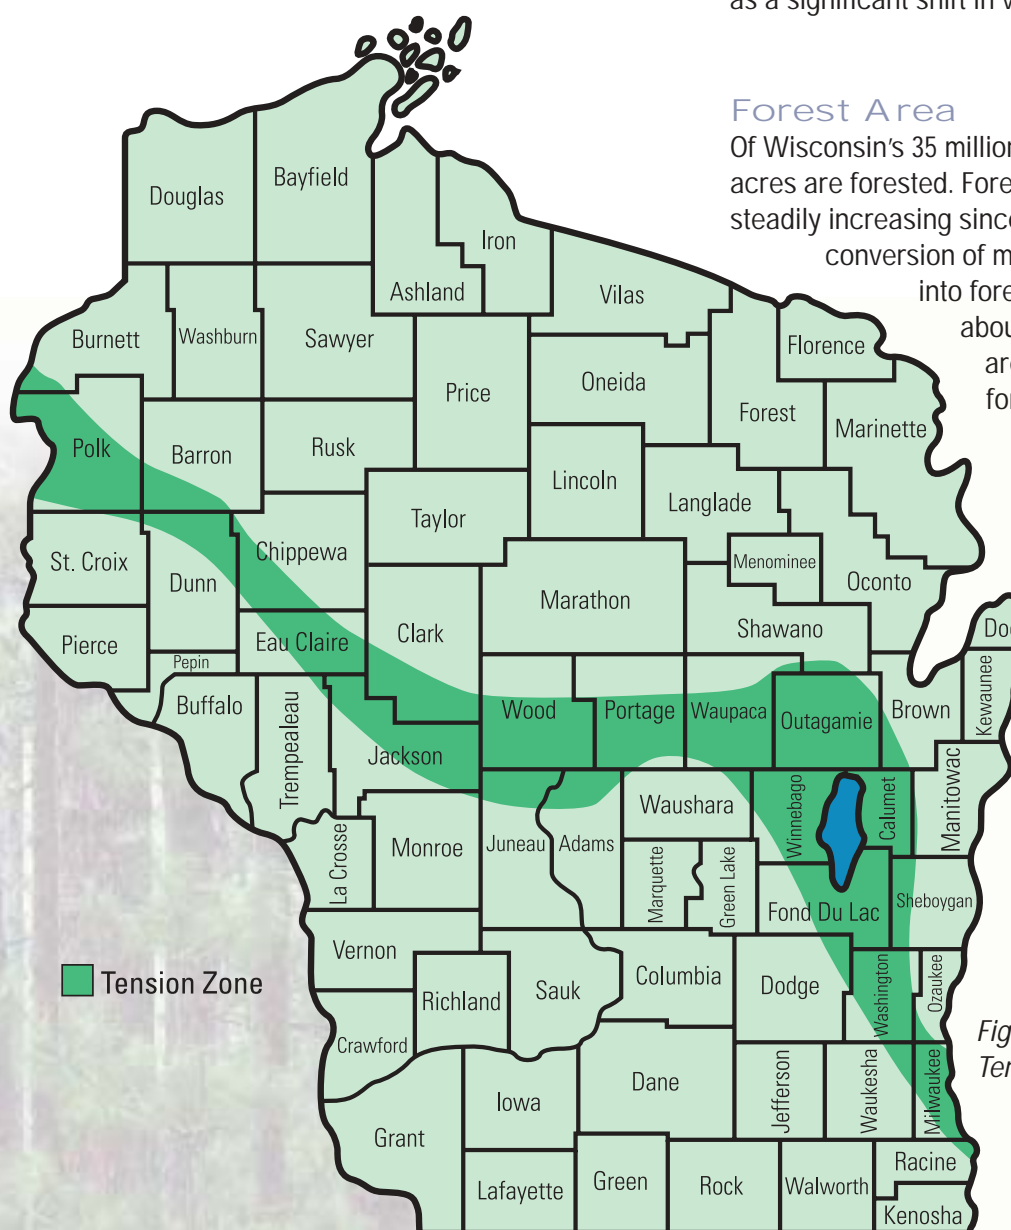 as a significant shift in v
Forest Area
Of Wisconsin's 35 million
acres are forested. Fore
steadily increasing since
conversion of m
into fore
abou
are
for
Douglas
Bayfield
Iron
Ashland
Vilas
Burnett
Washburn
Sawyer
Florence
Price
Oneida
Forest
Marinette
Polk
Barron
Rusk
Lincoln
Langlade
Taylor
St. Croix
Dunn
Chippewa
Menominee
Oconto
Marathon
Pierce
Eau Claire
Clark
Shawano
Doo
Pepin
Buffalo
Trempealeau
Wood
Portage
Waupaca
Outagamie
Brown
Kewaunee
Jackson
Waushara
Winnebago
Calumet
Manitowoc
La Crosse
Monroe
Juneau
Adams
Marquette
Green Lake
Fond Du Lac
Sheboygan
Vernon
Tension Zone
Richland
Sauk
Columbia
Dodge
Washington
Ozaukee
Crawford
Fig
Ten
Iowa
Dane
Jefferson
Waukesha
Milwaukee
Grant
Lafayette
Green
Rock
Walworth
Racine
Kenosha